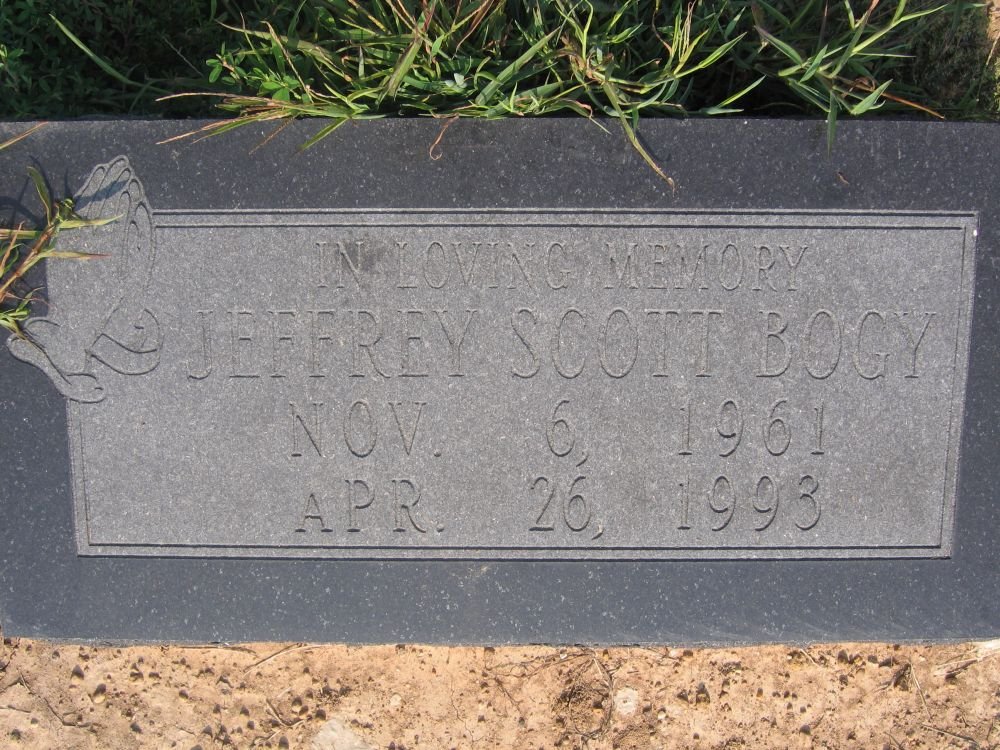 IN LOVING MEMORY
JEFFREY SCOTT BOGY
NOV. 6, 1961
APR. 26, 1993